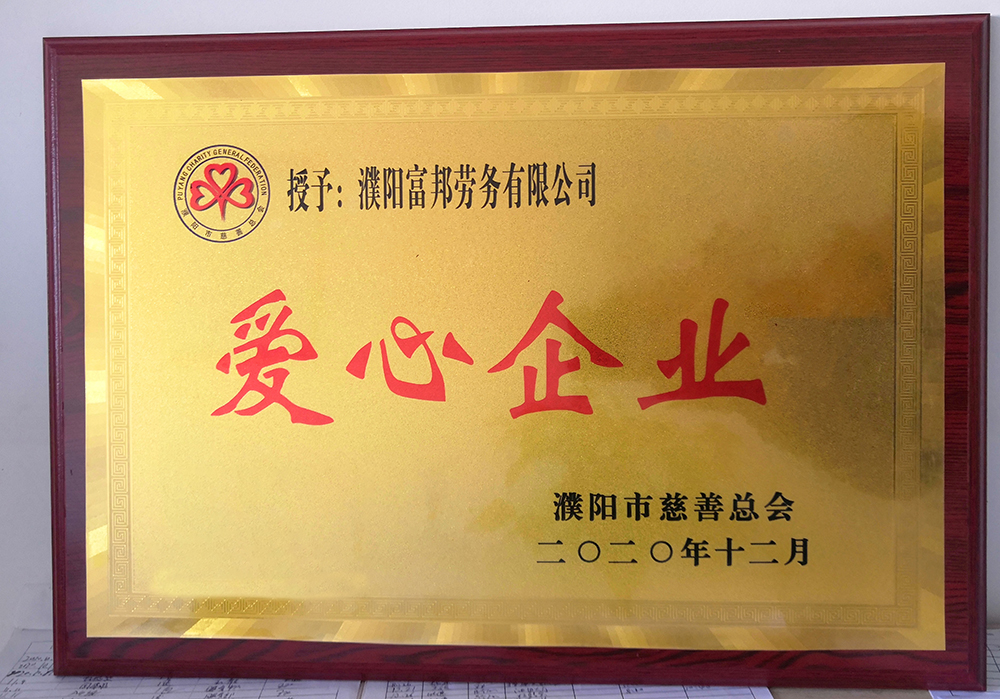 PUYANG CHARITY GENERAL FEDERATION
濮阳市慈善总会
授予：濮阳富邦劳务有限公司
爱心企业
濮阳市慈善总会
二〇二〇年十二月